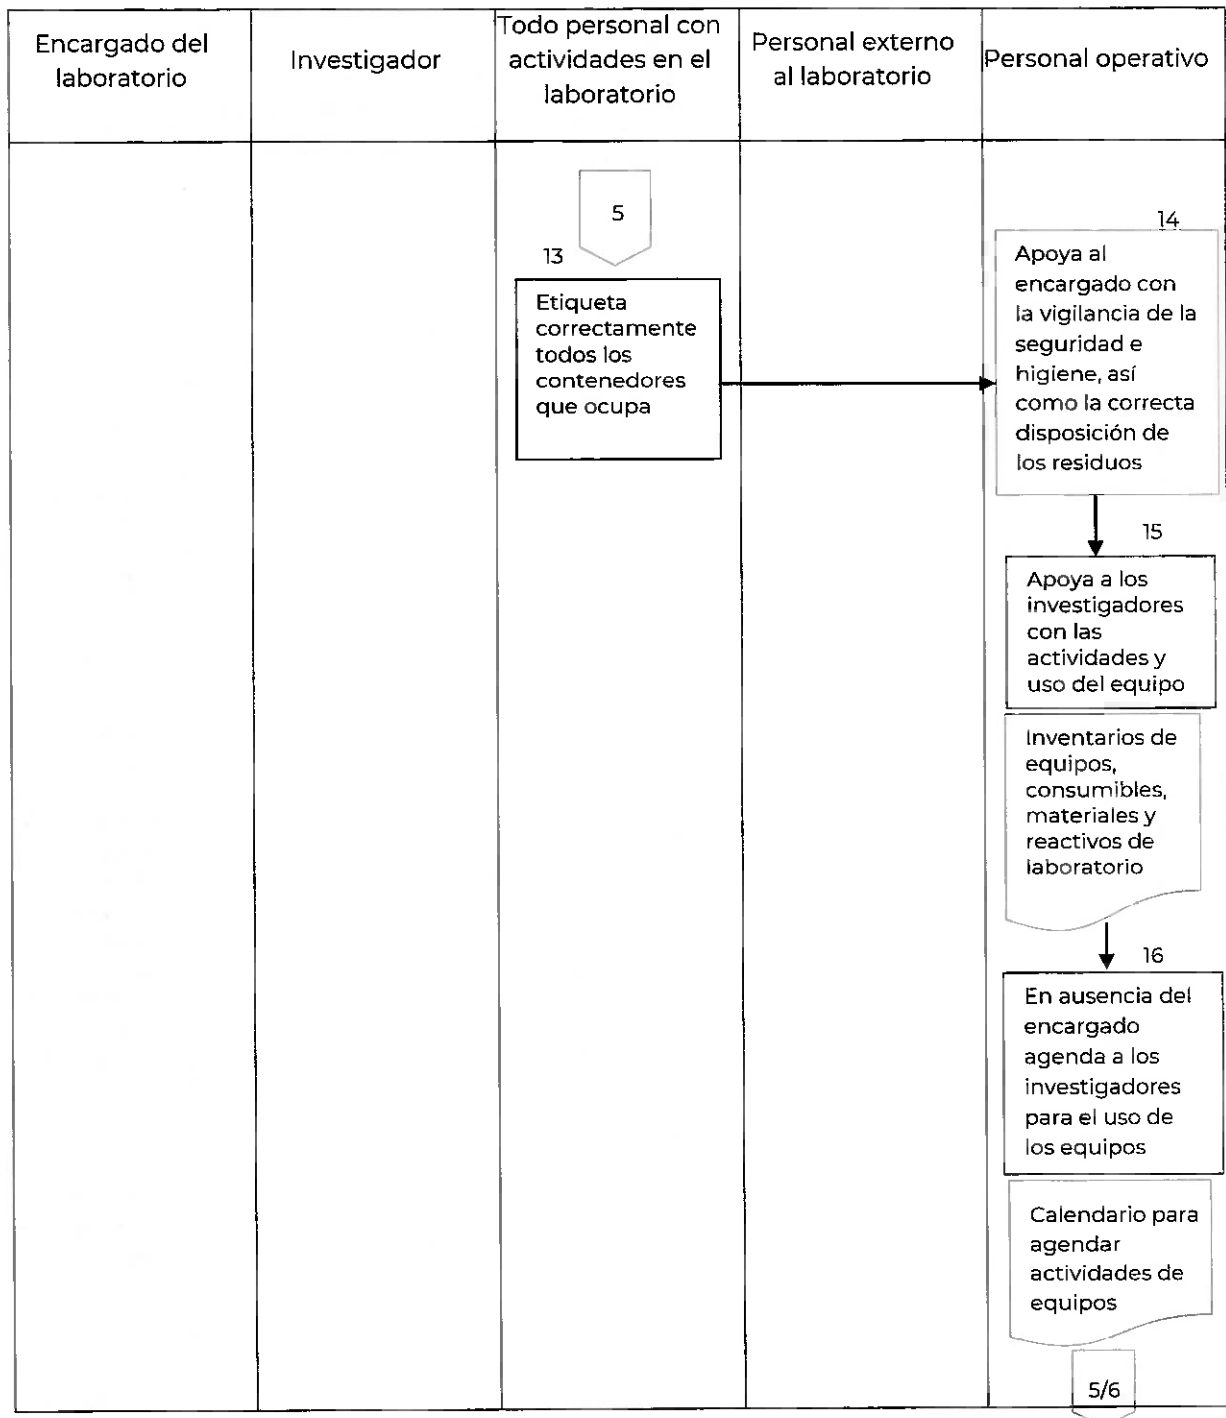 Encargado del
laboratorio
Investigador
Todo personal con
actividades en el
laboratorio
Personal externo
al laboratorio
Personal operativo
5
13
Etiqueta
correctamente
todos los
contenedores
que ocupa
14
Apoya al
encargado con
la vigilancia de la
seguridad e
higiene, así
como la correcta
disposición de
los residuos
15
Apoya a los
investigadores
con las
actividades y
uso del equipo
Inventarios de
equipos,
consumibles,
materiales y
reactivos de
laboratorio
16
En ausencia del
encargado
agenda a los
investigadores
para el uso de
los equipos
Calendario para
agendar
actividades de
equipos
5/6